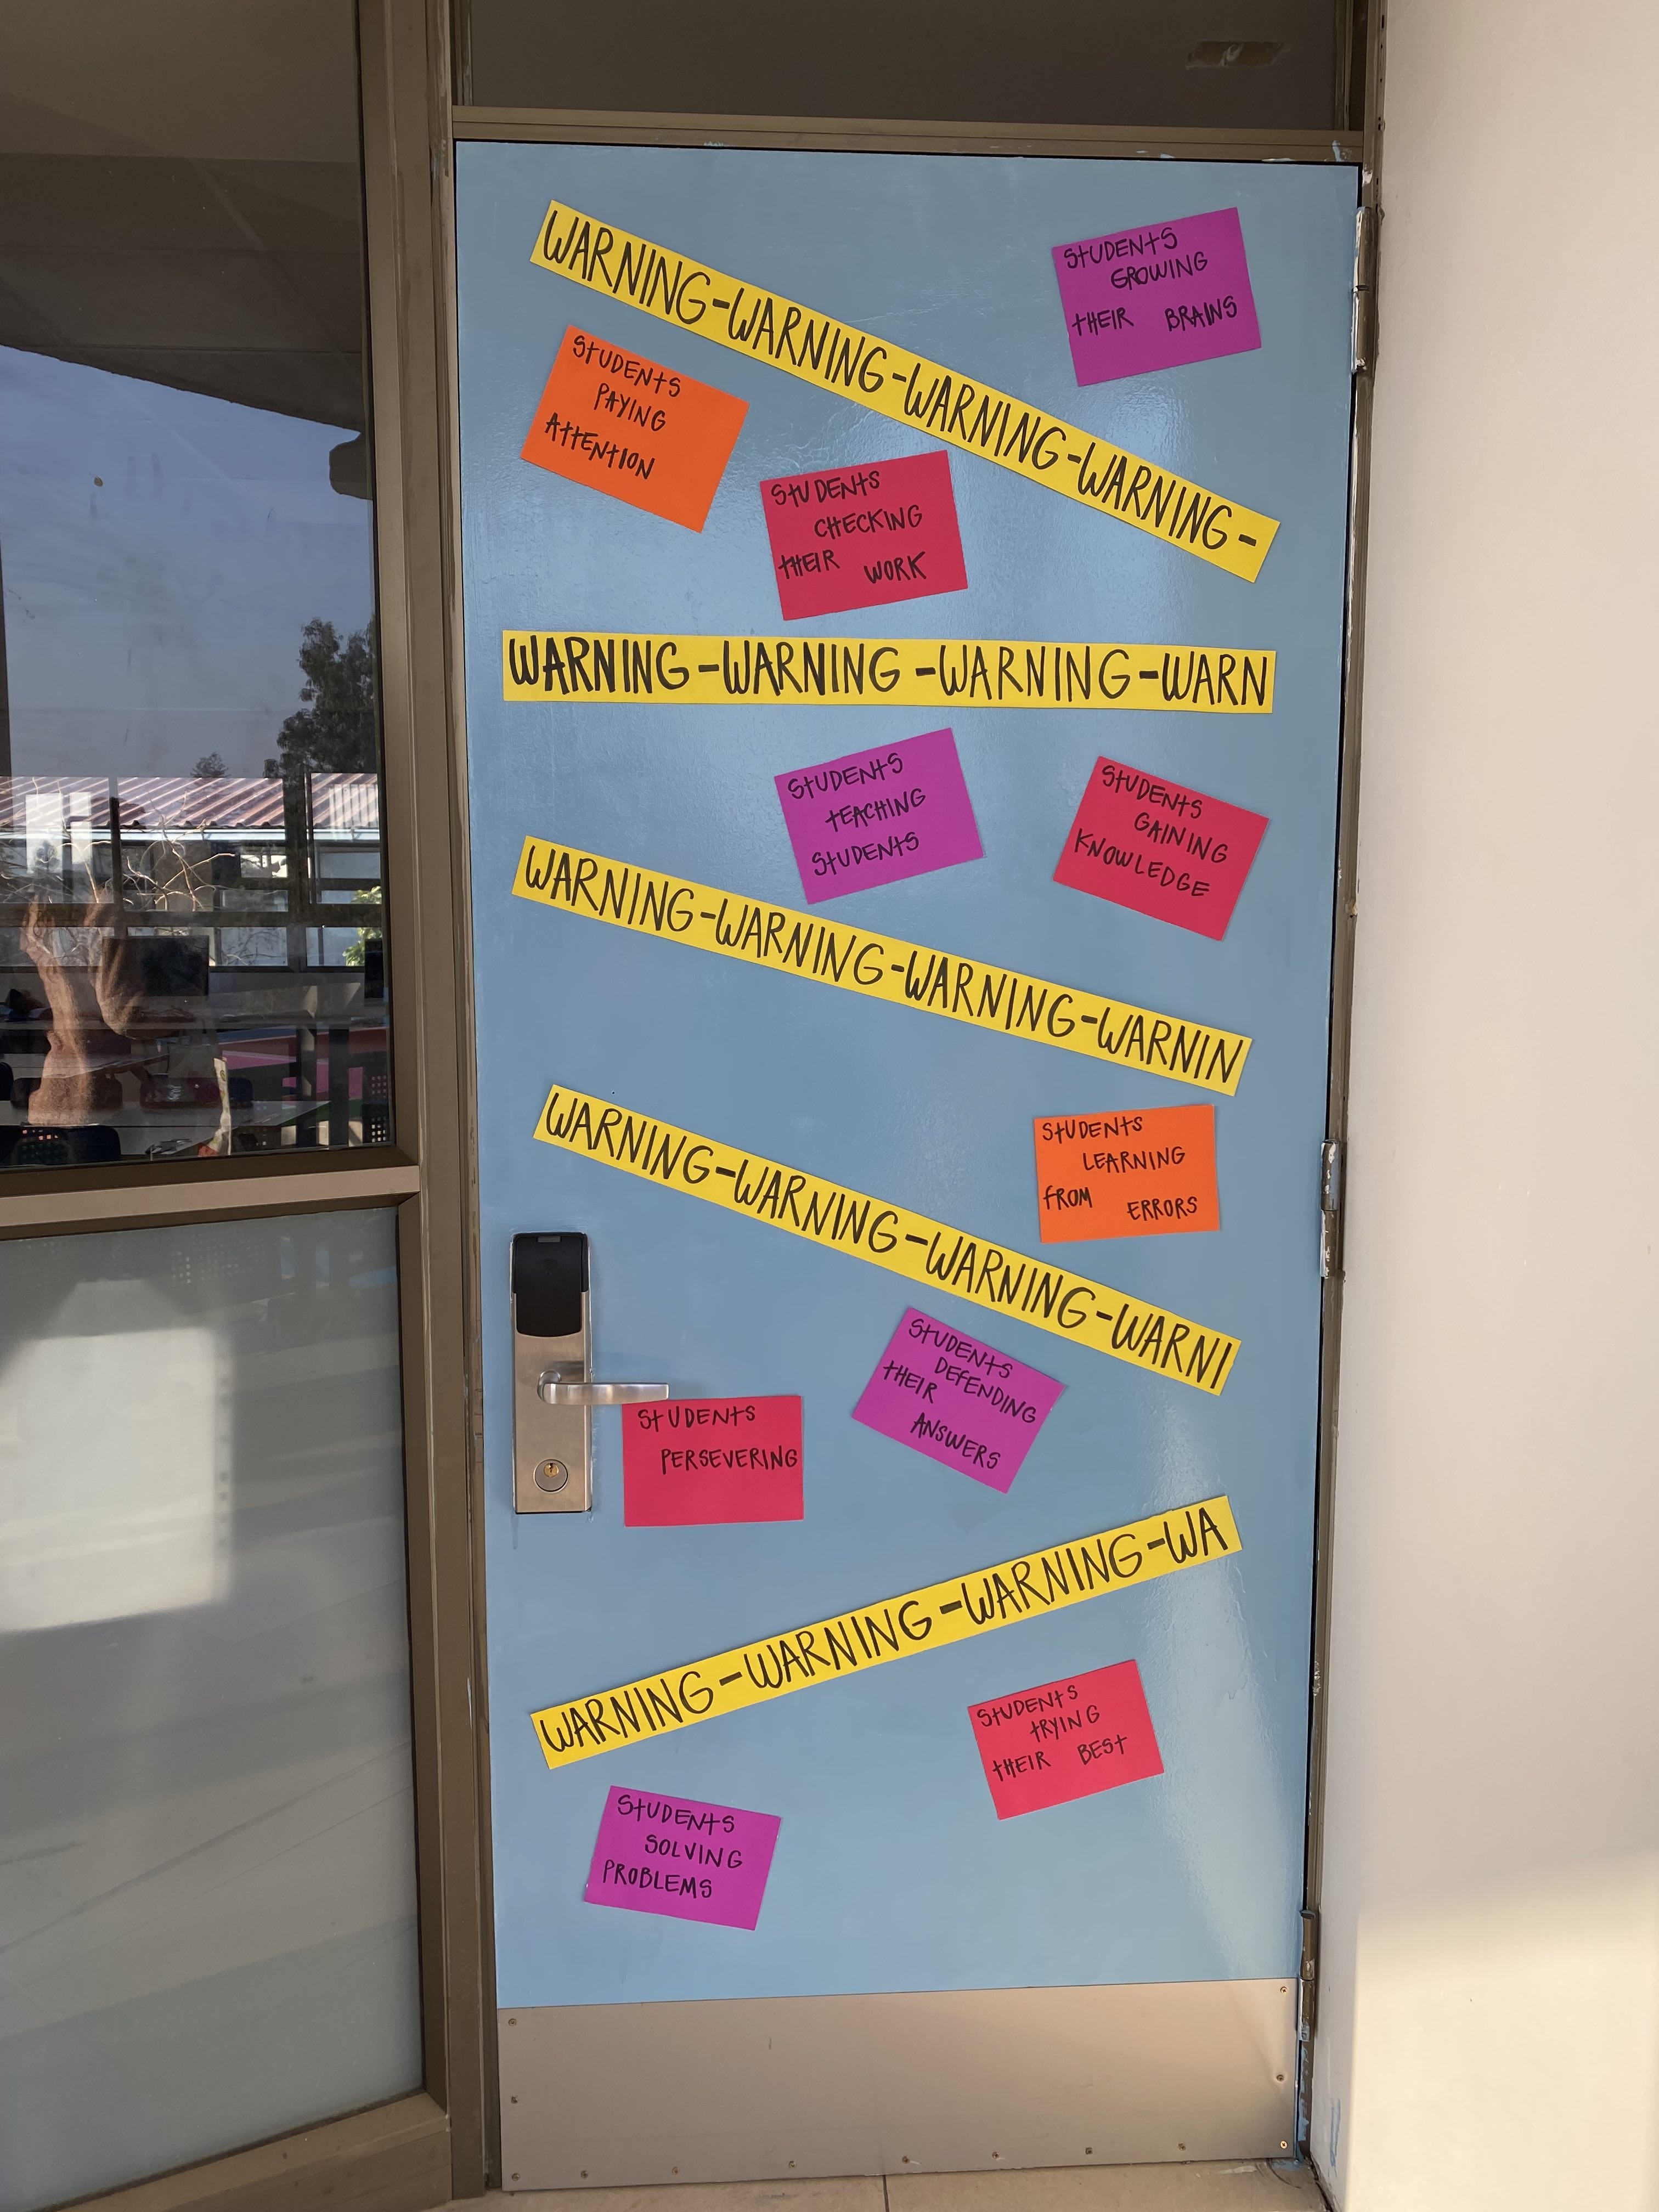 WARNING-WARNING-WARNING-WARNING-
STUDENTS
GROWING
THEIR BRAINS
STUDENTS
PAYING
ATTENTION
STUDENTS
CHECKING
THEIR WORK
WARNING-WARNING-WARNING-WARN
STUDENTS
TEACHING
STUDENTS
STUDENTS
GAINING
KNOWLEDGE
WARNING-WARNING-WARNING-WARNIN
WARNING-WARNING-WARNING-WARNI
STUDENTS
LEARNING
FROM ERRORS
STUDENTS
DEFENDING
THEIR
ANSWERS
STUDENTS
PERSEVERING
WARNING-WARNING-WARNING-WA
STUDENTS
TRYING
THEIR BEST
STUDENTS
SOLVING
PROBLEMS